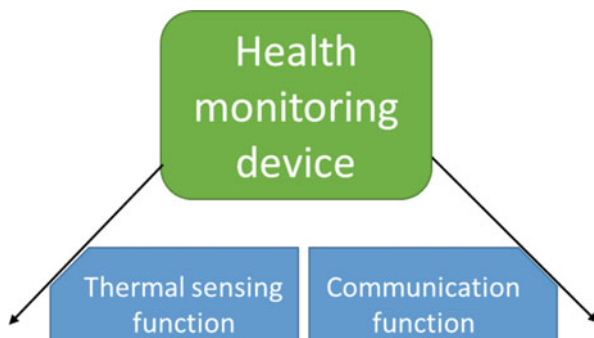 Health
monitoring
device
Thermal sensing
function
Communication
function